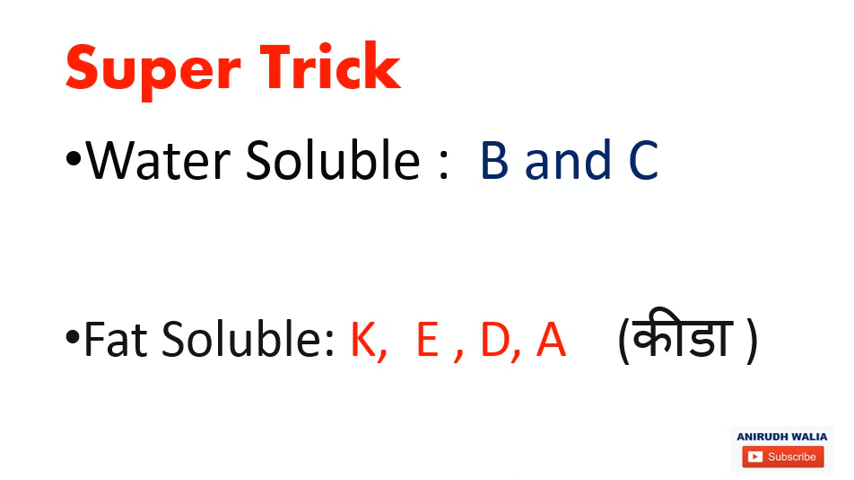 Super Trick
•Water Soluble : B and C
•Fat Soluble: K, E , D, A (कीडा )
ANIRUDH WALIA
Subscribe